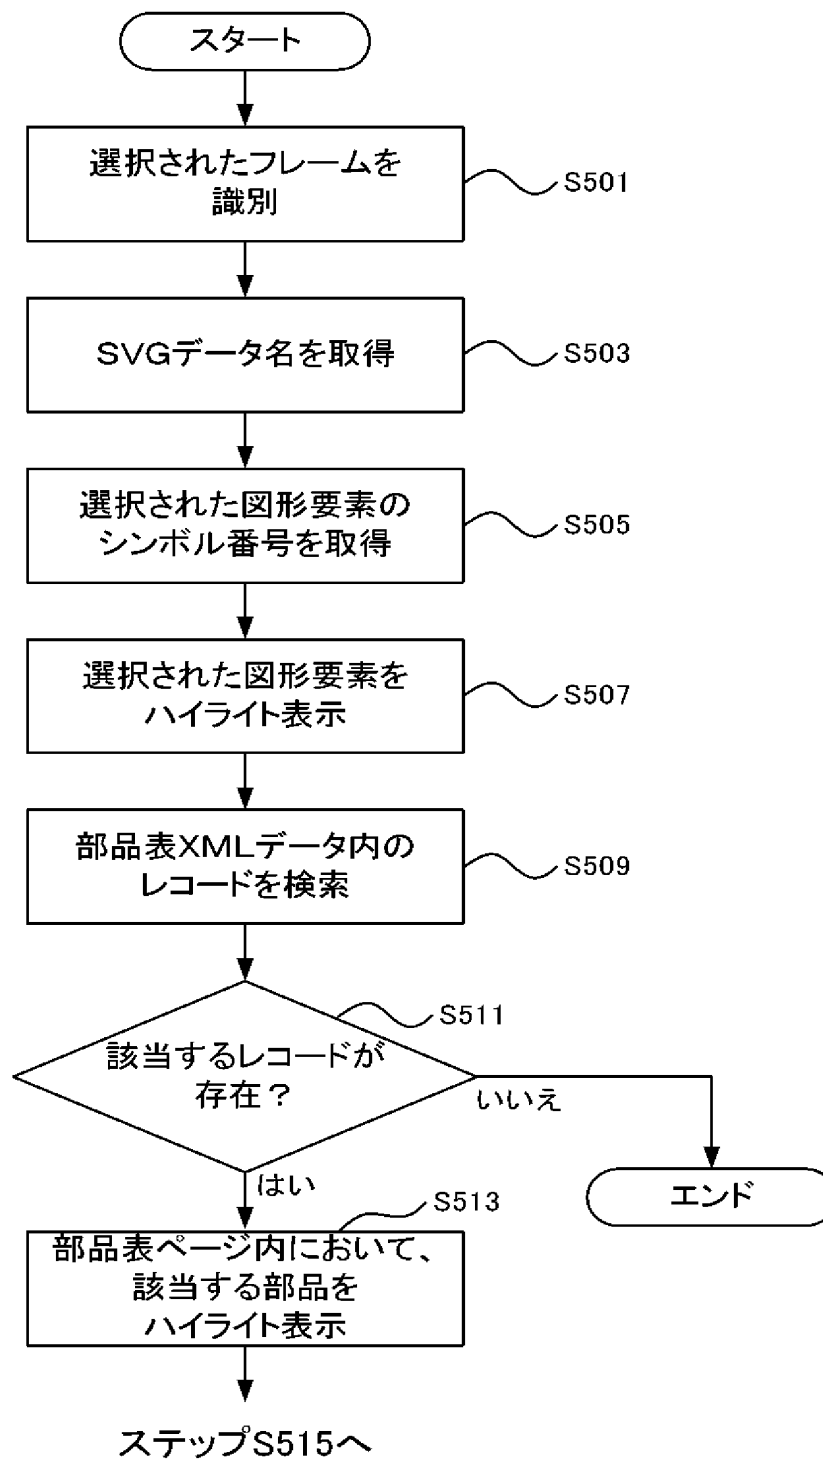 スタート
選択されたフレームを
識別
S501
SVGデータ名を取得
S503
選択された図形要素の
シンボル番号を取得
S505
選択された図形要素を
ハイライト表示
S507
部品表XMLデータ内の
レコードを検索
S509
S511
該当するレコードが
存在？
いいえ
はい
エンド
S513
部品表ページ内において、
該当する部品を
ハイライト表示
ステップS515へ